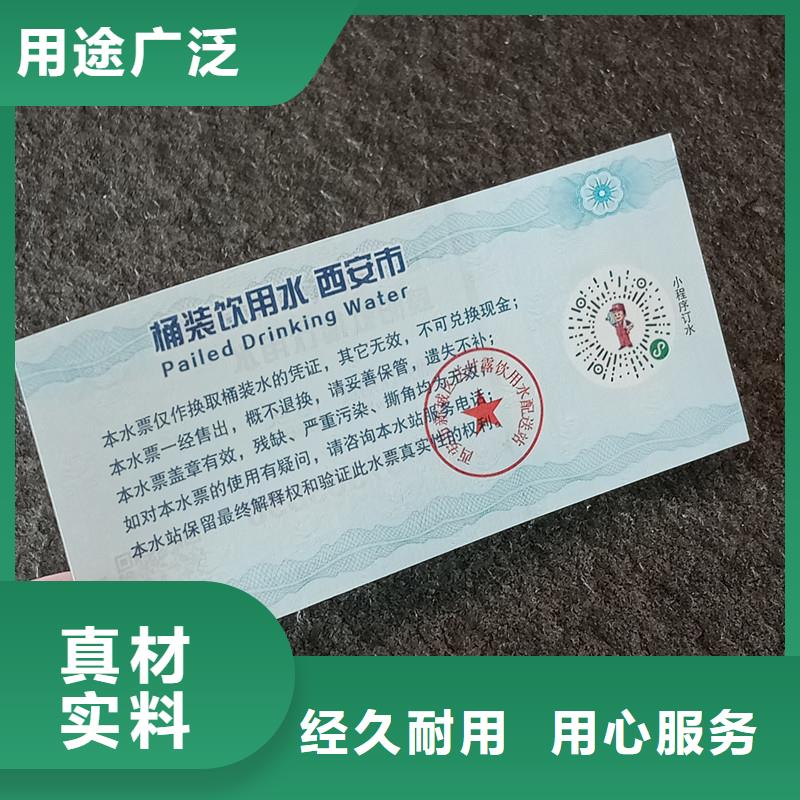 用途广泛
桶装饮用水 西安市
Pailed Drinking Water
本水票仅作换取桶装水的凭证，其它无效，不可兑换现金；
本水票一经售出，概不退换，请妥善保管，遗失不补；
本水票盖章有效，残缺、严重污染、撕角均为无效；
如对本水票的使用有疑问，请咨询本水站服务电话；
本水站保留最终解释权和验证此水票真实性的权利。
小程序订水
真材
实料
经久耐用 用心服务